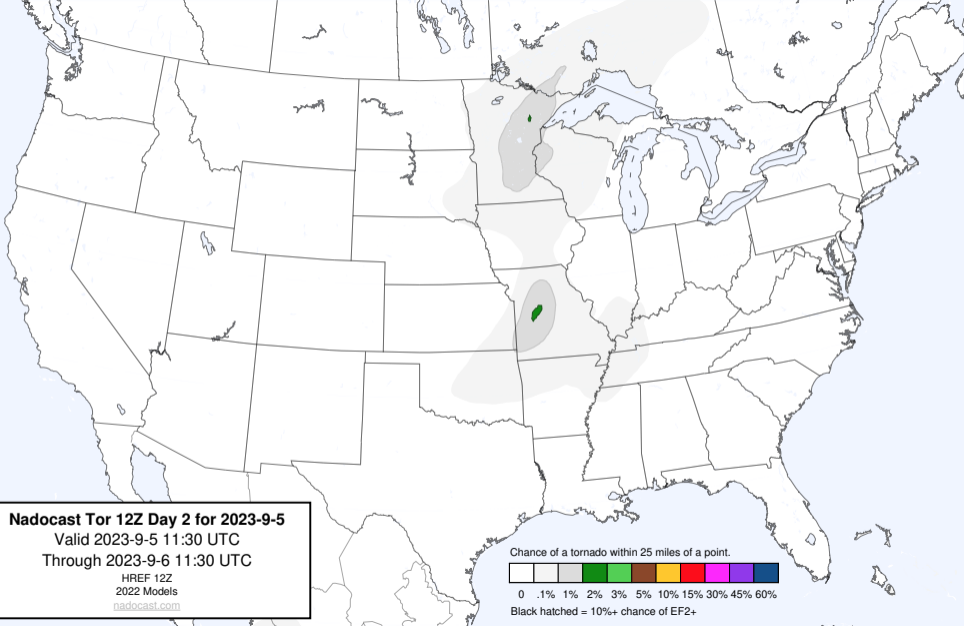 Nadocast Tor 12Z Day 2 for 2023-9-5
Valid 2023-9-5 11:30 UTC
Through 2023-9-6 11:30 UTC
HREF 12Z
2022 Models
nadocast.com
Chance of a tornado within 25 miles of a point.
0 .1% 1% 2% 3% 5% 10% 15% 30% 45% 60%
Black hatched = 10%+ chance of EF2+